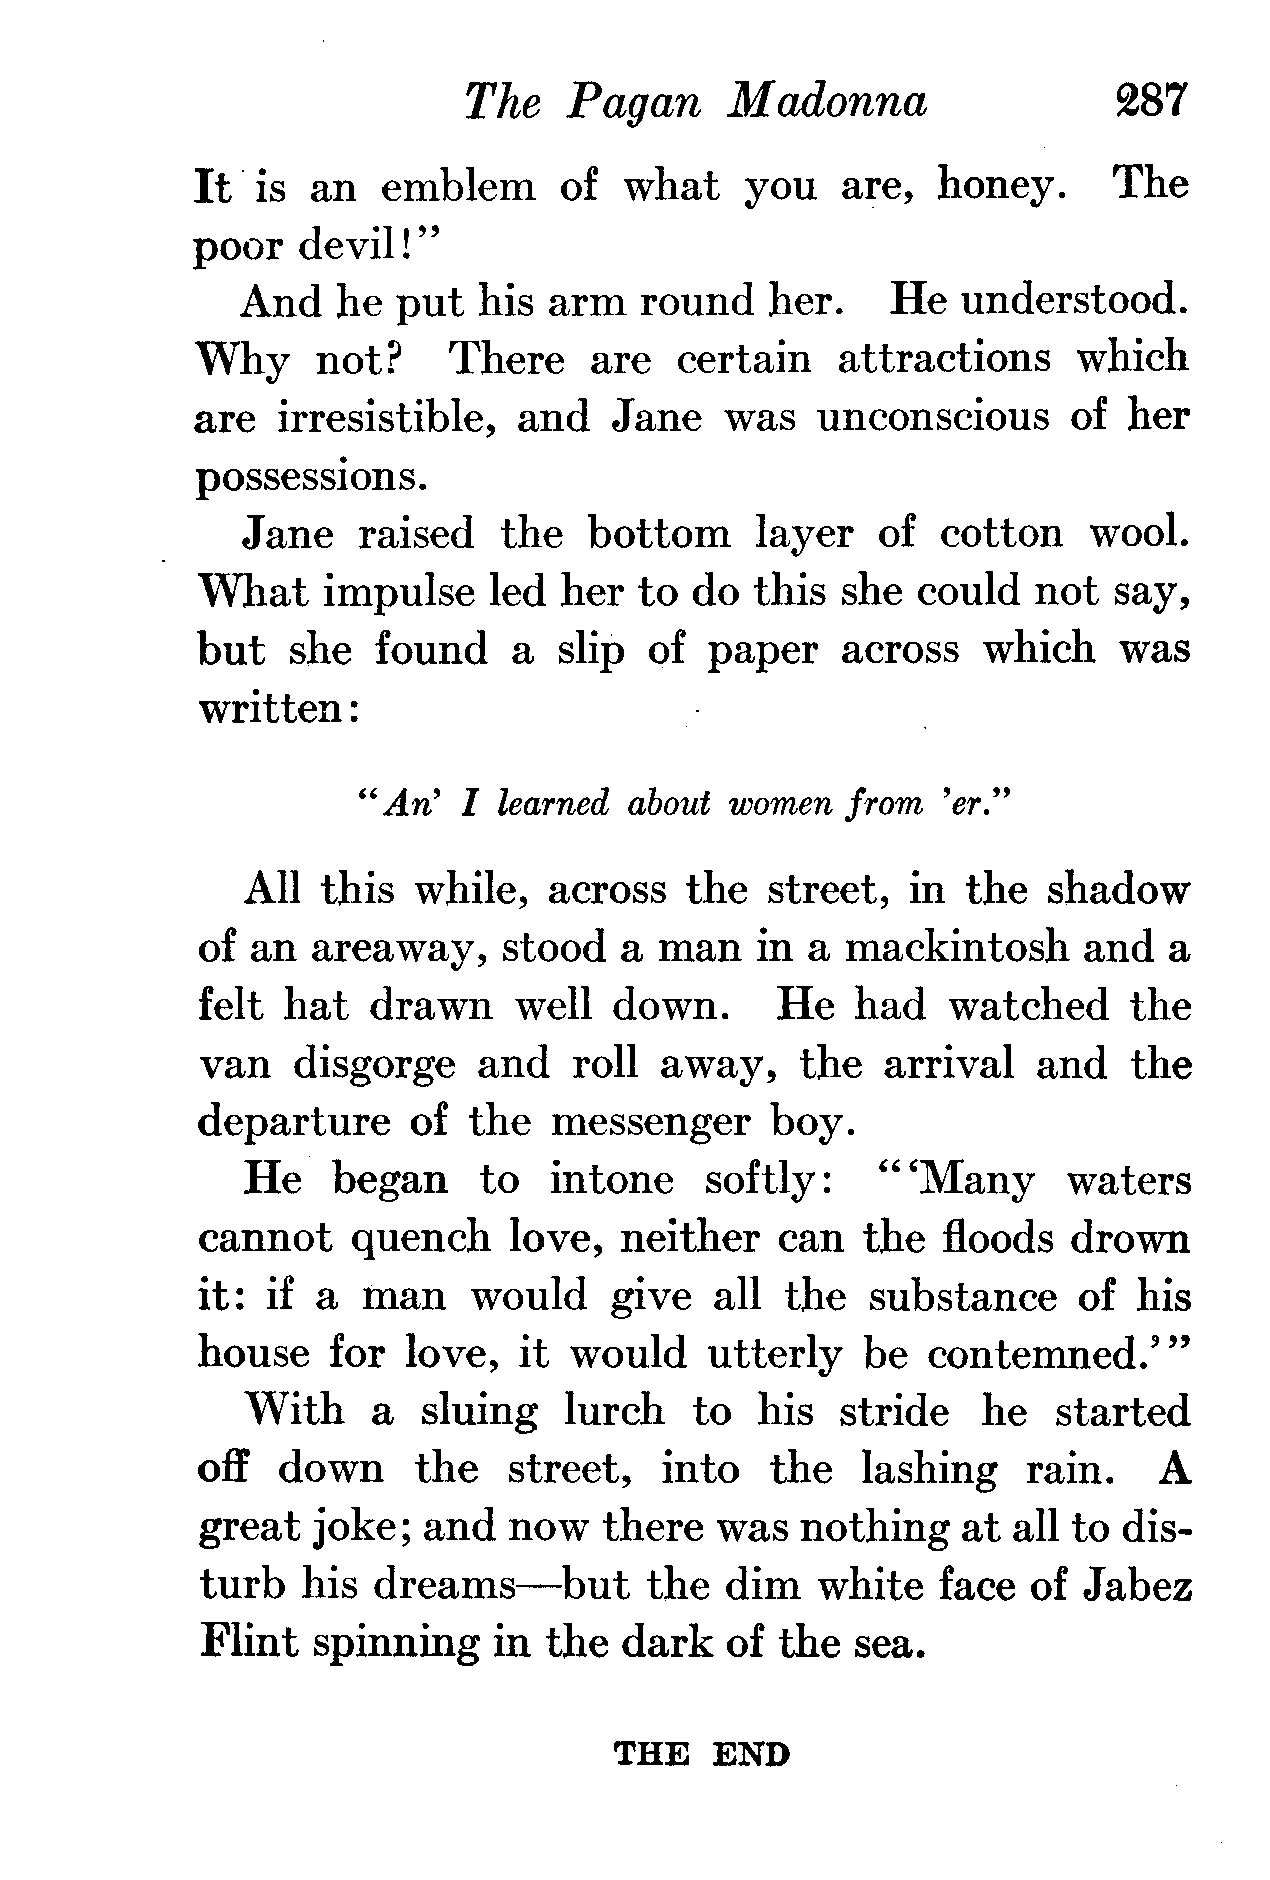 The Pagan Madonna 287
It is an emblem of what you are, honey. The
poor devil!”
And he put his arm round her. He understood.
Why not? There are certain attractions which
are irresistible, and Jane was unconscious of her
possessions.
Jane raised the bottom layer of cotton wool.
What impulse led her to do this she could not say,
but she found a slip of paper across which was
written:
“An’ I learned about women from ’er.”
All this while, across the street, in the shadow
of an areaway, stood a man in a mackintosh and a
felt hat drawn well down. He had watched the
van disgorge and roll away, the arrival and the
departure of the messenger boy.
He began to intone softly: “‘Many waters
cannot quench love, neither can the floods drown
it: if a man would give all the substance of his
house for love, it would utterly be contemned.’”
With a sluing lurch to his stride he started
off down the street, into the lashing rain. A
great joke; and now there was nothing at all to dis-
turb his dreams—but the dim white face of Jabez
Flint spinning in the dark of the sea.
THE END